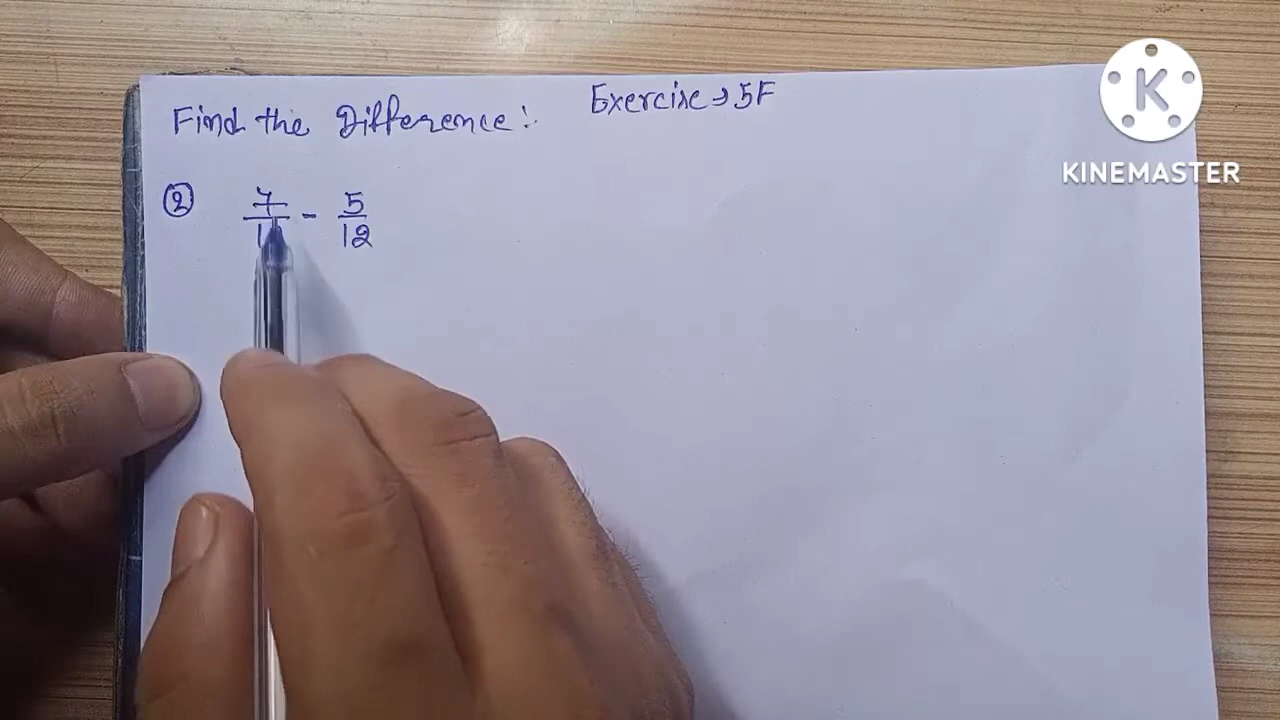 Find the Difference:
Exercise → 5F
② 7/ - 5/12
K
KINEMASTER